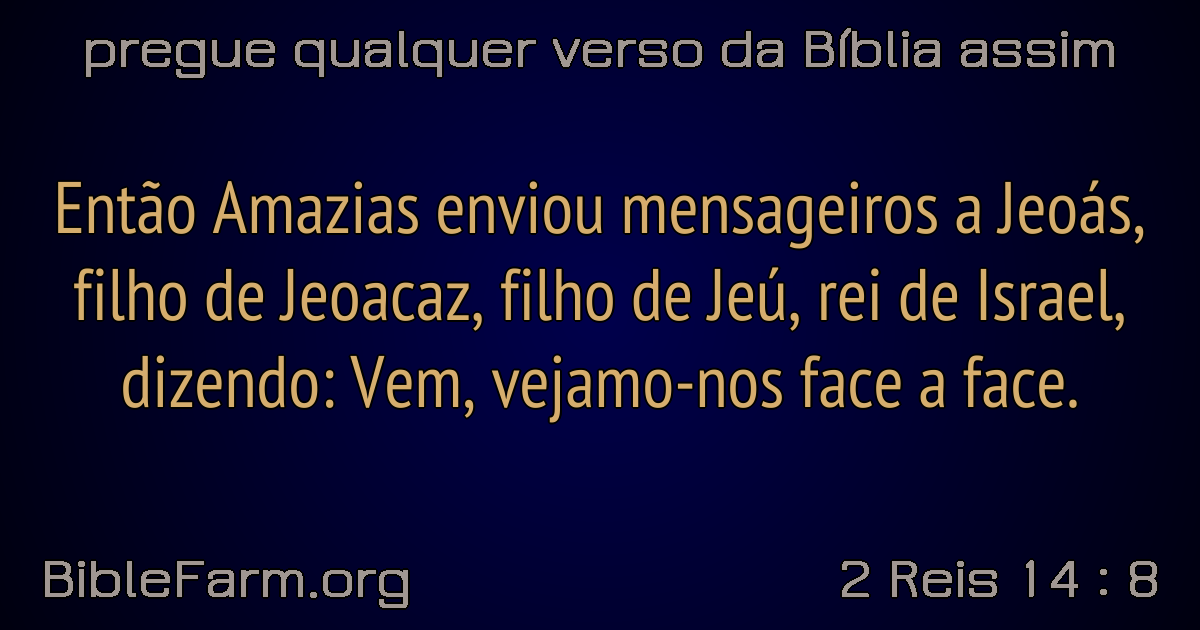 pregue qualquer verso da Bíblia assim
Então Amazias enviou mensageiros a Jeoás,
filho de Jeoacaz, filho de Jeú, rei de Israel,
dizendo: Vem, vejamo-nos face a face.
BibleFarm.org
2 Reis 14 : 8